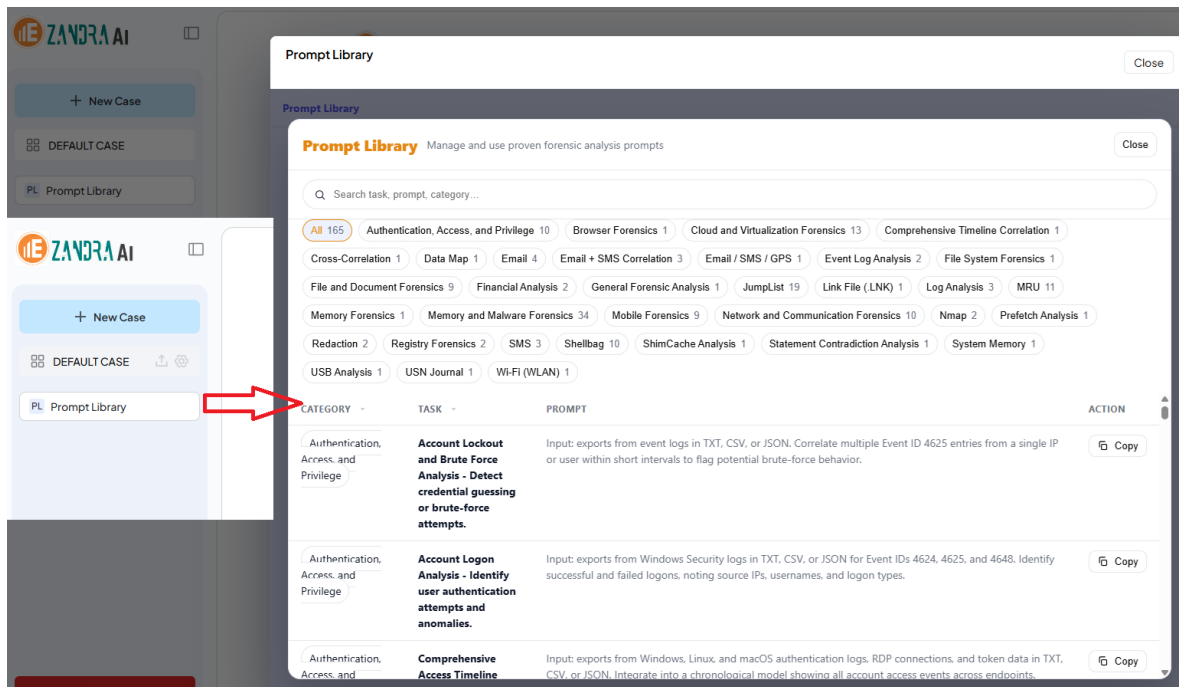 ZANDRA AI
+ New Case
DEFAULT CASE
PL Prompt Library
ZANDRA AI
+ New Case
DEFAULT CASE
PL Prompt Library
Prompt Library
Close
Prompt Library
Prompt Library Manage and use proven forensic analysis prompts
Close
Search task, prompt, category...
All 165 Authentication, Access, and Privilege 10 Browser Forensics 1 Cloud and Virtualization Forensics 13 Comprehensive Timeline Correlation 1
Cross-Correlation 1 Data Map 1 Email 4 Email + SMS Correlation 3 Email / SMS / GPS 1 Event Log Analysis 2 File System Forensics 1
File and Document Forensics 9 Financial Analysis 2 General Forensic Analysis 1 JumpList 19 Link File (.LNK) 1 Log Analysis 3 MRU 11
Memory Forensics 1 Memory and Malware Forensics 34 Mobile Forensics 9 Network and Communication Forensics 10 Nmap 2 Prefetch Analysis 1
Redaction 2 Registry Forensics 2 SMS 3 Shellbag 10 ShimCache Analysis 1 Statement Contradiction Analysis 1 System Memory 1
USB Analysis 1 USN Journal 1 Wi-Fi (WLAN) 1
CATEGORY TASK PROMPT ACTION
Authentication,
Access, and
Privilege
Account Lockout
and Brute Force
Analysis - Detect
credential guessing
or brute-force
attempts.
Input: exports from event logs in TXT, CSV, or JSON. Correlate multiple Event ID 4625 entries from a single IP
or user within short intervals to flag potential brute-force behavior.
Copy
Authentication,
Access, and
Privilege
Account Logon
Analysis - Identify
user authentication
attempts and
anomalies.
Input: exports from Windows Security logs in TXT, CSV, or JSON for Event IDs 4624, 4625, and 4648. Identify
successful and failed logons, noting source IPs, usernames, and logon types.
Copy
Authentication,
Access, and
Comprehensive
Access Timeline
Input: exports from Windows, Linux, and macOS authentication logs, RDP connections, and token data in TXT,
CSV, or JSON. Integrate into a chronological model showing all account access events across endpoints.
Copy